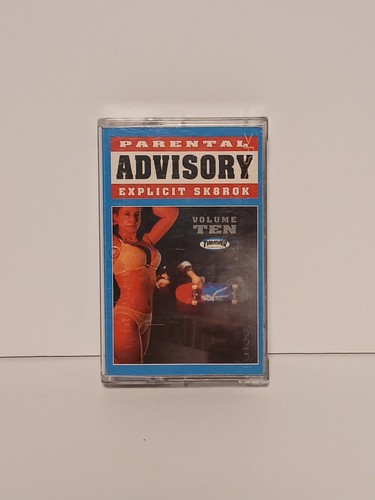 PARENTAL
ADVISORY
EXPLICIT SK8ROK
VOLUME
TEN
THRASHER